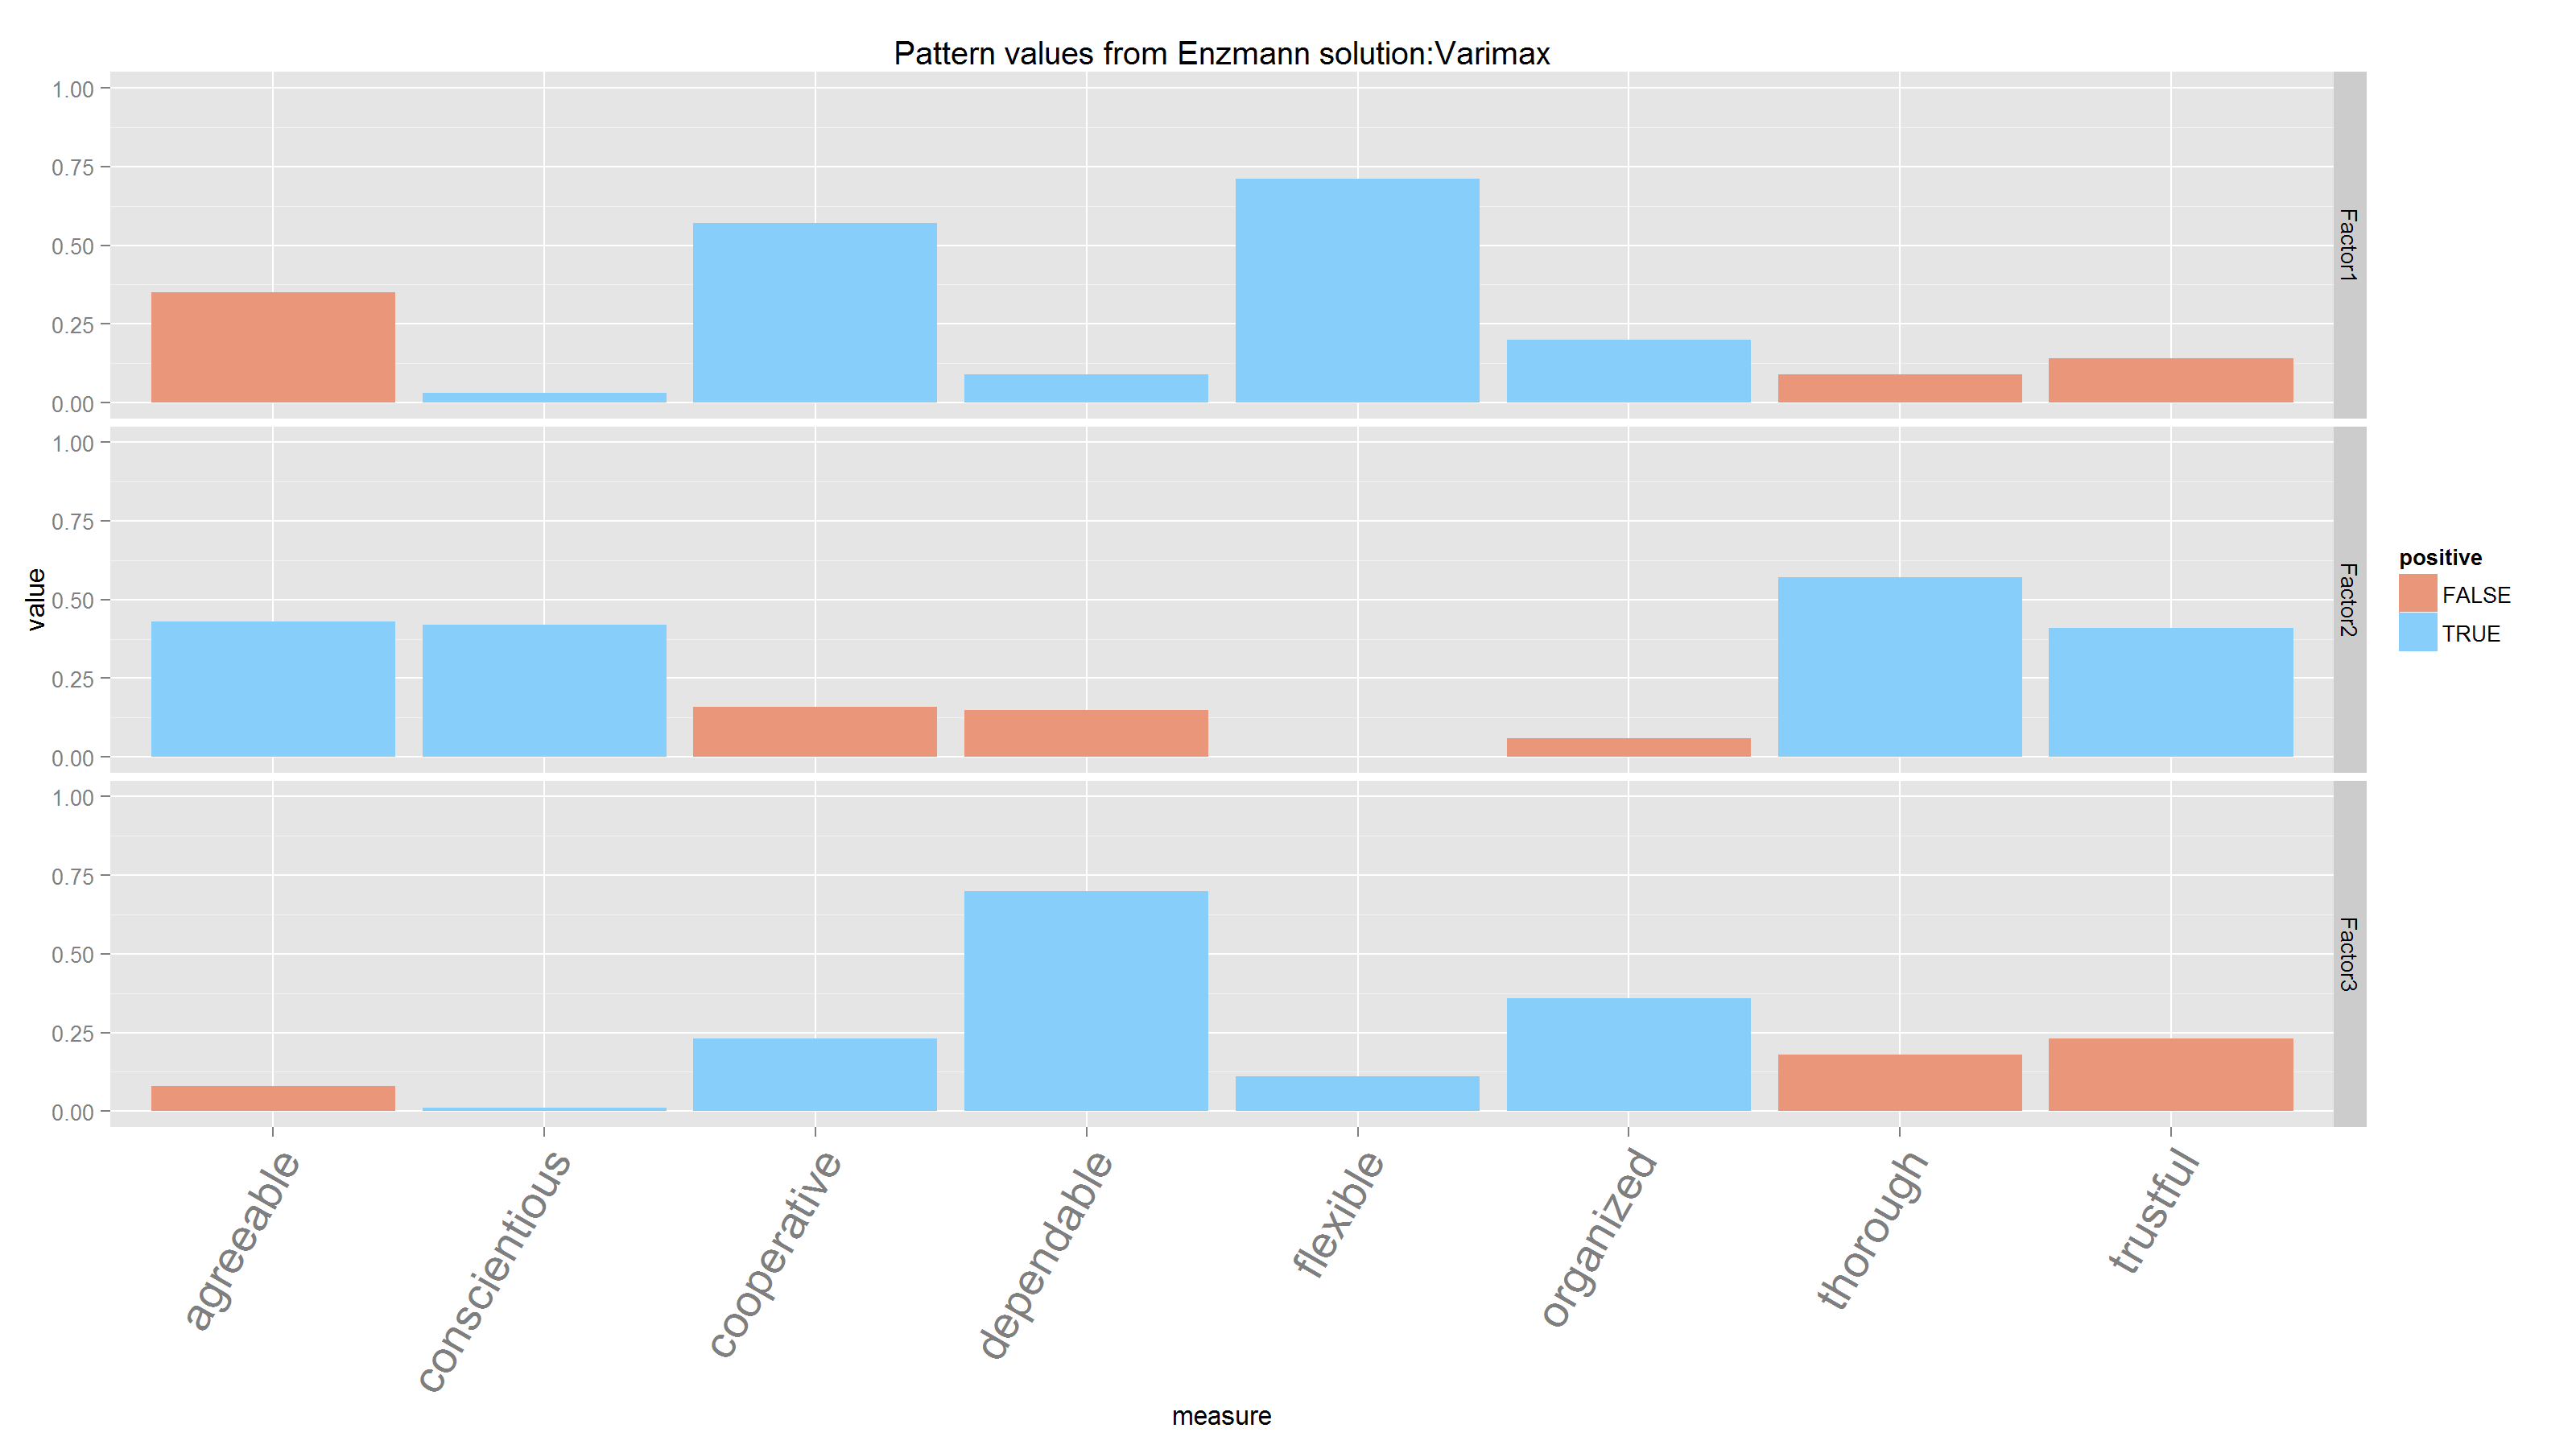 Pattern values from Enzmann solution:Varimax
1.00
0.75
0.50
0.25
0.00
Factor1
1.00
0.75
0.50
0.25
0.00
Factor2
1.00
0.75
0.50
0.25
0.00
Factor3
value
agreeable
conscientious
cooperative
dependable
flexible
organized
thorough
trustful
measure
positive
FALSE
TRUE